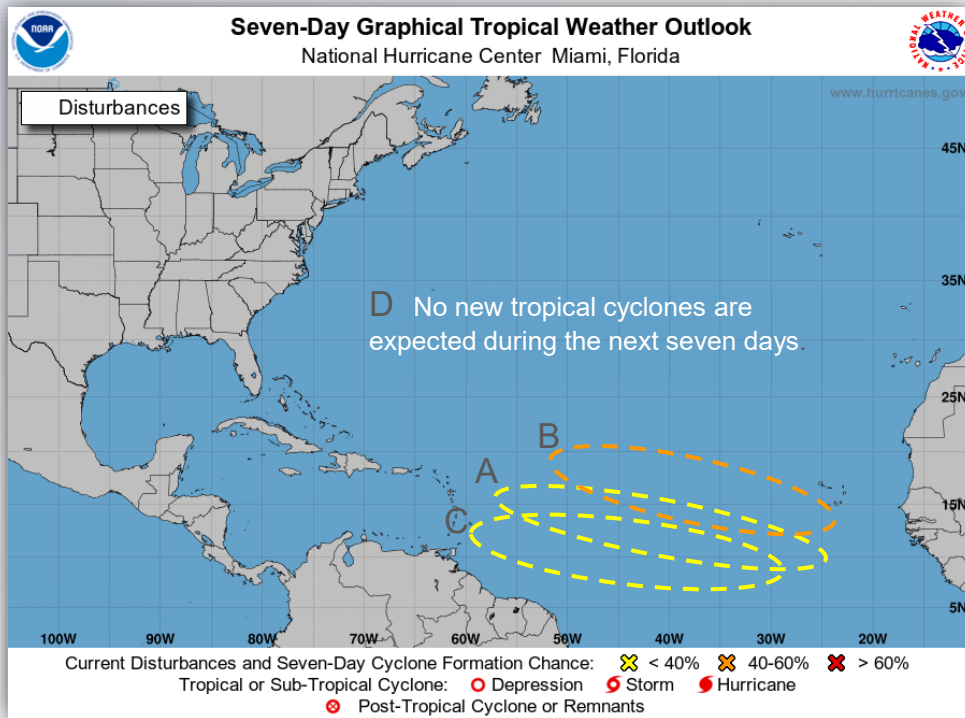 Seven-Day Graphical Tropical Weather Outlook
National Hurricane Center Miami, Florida
NOAA
NATIONAL WEATHER
Disturbances
www.hurricanes.gov
45N
35N
D No new tropical cyclones are
expected during the next seven days.
25N
B
A
15N
C
5N
100W 90W 80W 70W 60W 50W 40W 30W 20W
Current Disturbances and Seven-Day Cyclone Formation Chance: < 40% 40-60% > 60%
Tropical or Sub-Tropical Cyclone: Depression Storm Hurricane
Post-Tropical Cyclone or Remnants